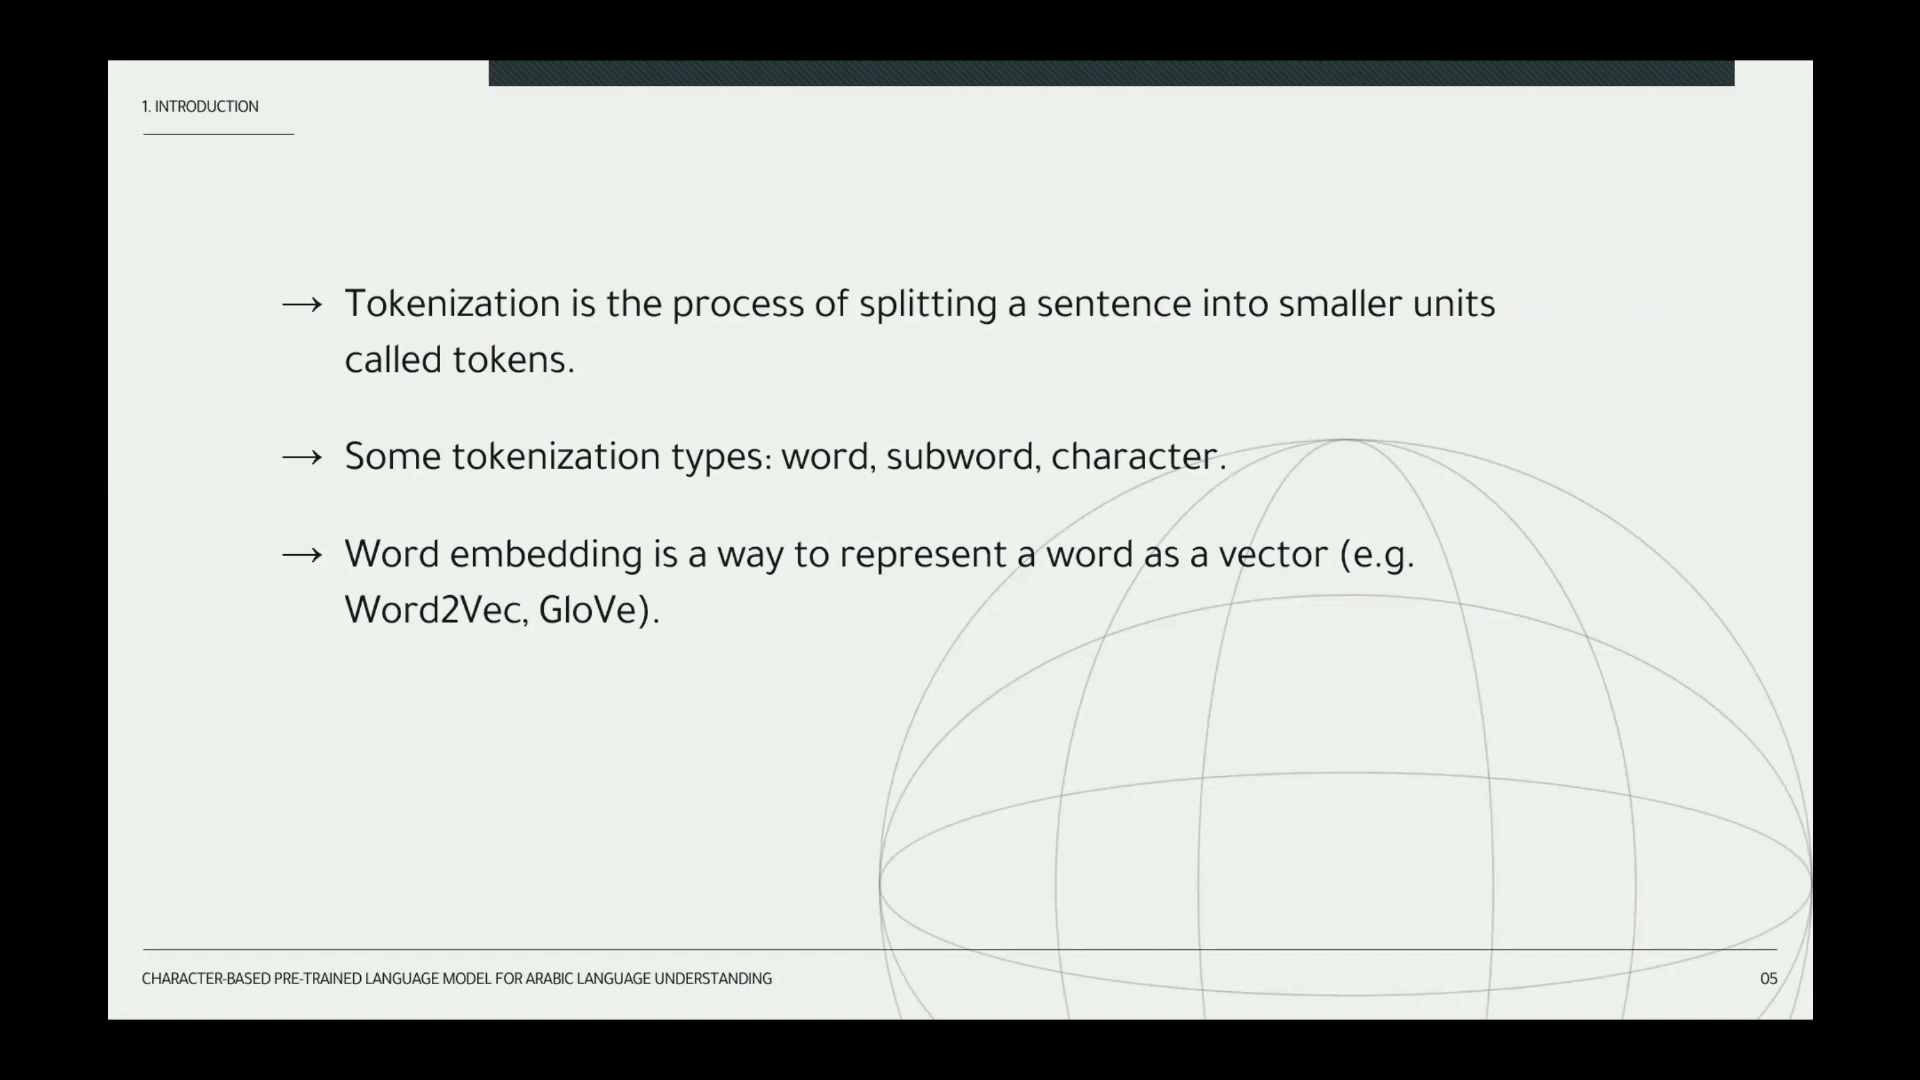 1. INTRODUCTION
→ Tokenization is the process of splitting a sentence into smaller units
called tokens.
→ Some tokenization types: word, subword, character.
→ Word embedding is a way to represent a word as a vector (e.g.
Word2Vec, GloVe).
CHARACTER-BASED PRE-TRAINED LANGUAGE MODEL FOR ARABIC LANGUAGE UNDERSTANDING
05